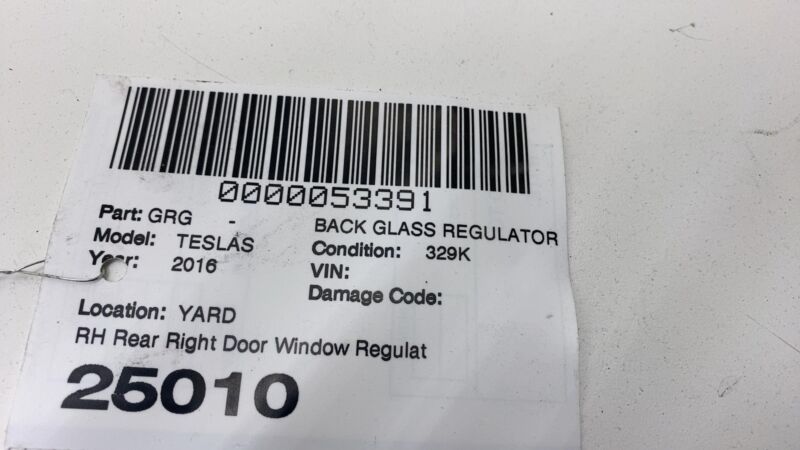 0000053391
Part: GRG - BACK GLASS REGULATOR
Model: TESLAS Condition: 329K
Year: 2016 VIN:
Damage Code:
Location: YARD
RH Rear Right Door Window Regulat
25010